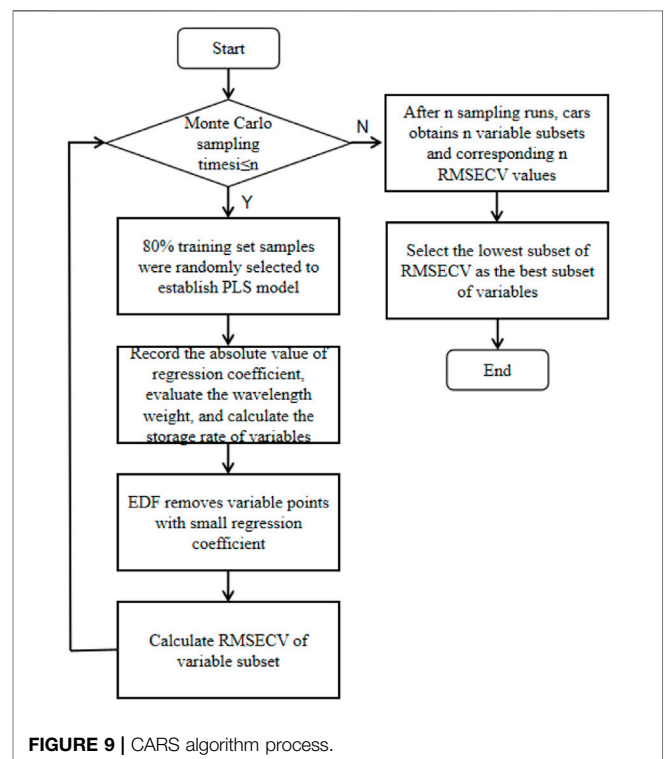 Start
Monte Carlo
sampling
timesi≤n
N
Y
80% training set samples
were randomly selected to
establish PLS model
Record the absolute value of
regression coefficient,
evaluate the wavelength
weight, and calculate the
storage rate of variables
EDF removes variable points
with small regression
coefficient
Calculate RMSECV of
variable subset
After n sampling runs, cars
obtains n variable subsets
and corresponding n
RMSECV values
Select the lowest subset of
RMSECV as the best subset
of variables
End
FIGURE 9 | CARS algorithm process.